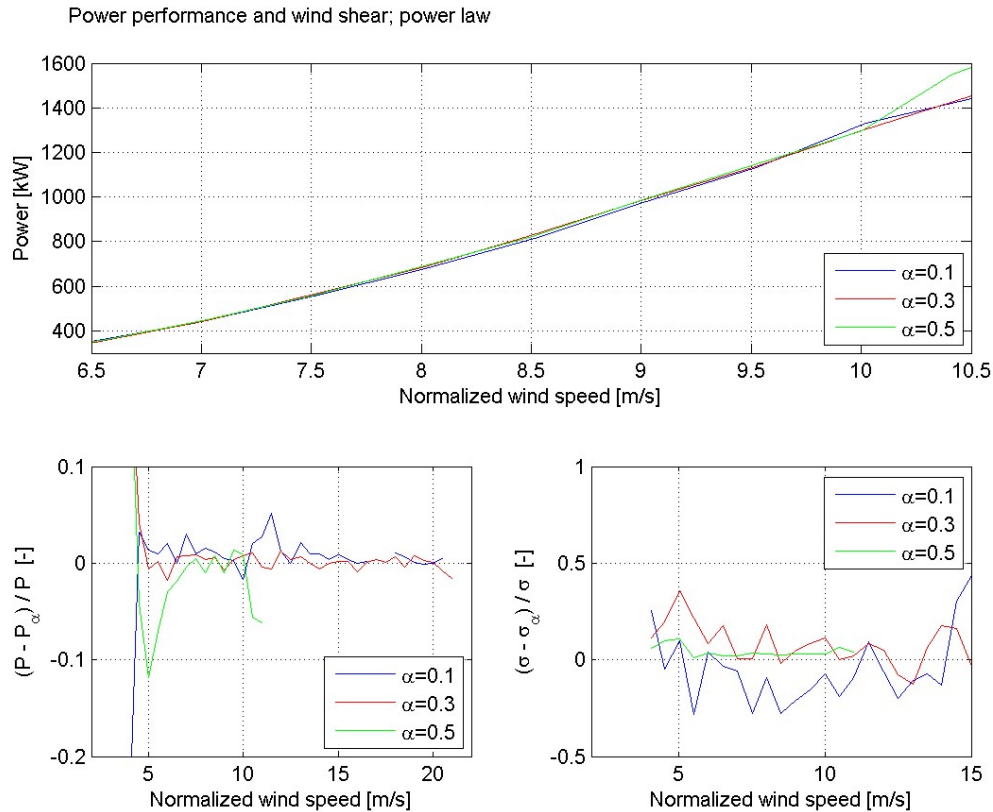 Power performance and wind shear; power law
1600
1400
1200
1000
800
600
400
Power [kW]
6.5 7 7.5 8 8.5 9 9.5 10 10.5
Normalized wind speed [m/s]
α=0.1
α=0.3
α=0.5
0.1
0
-0.1
-0.2
(P - Pα) / P [-]
5 10 15 20
Normalized wind speed [m/s]
α=0.1
α=0.3
α=0.5
1
0.5
0
-0.5
(σ - σα) / σ [-]
5 10 15
Normalized wind speed [m/s]
α=0.1
α=0.3
α=0.5